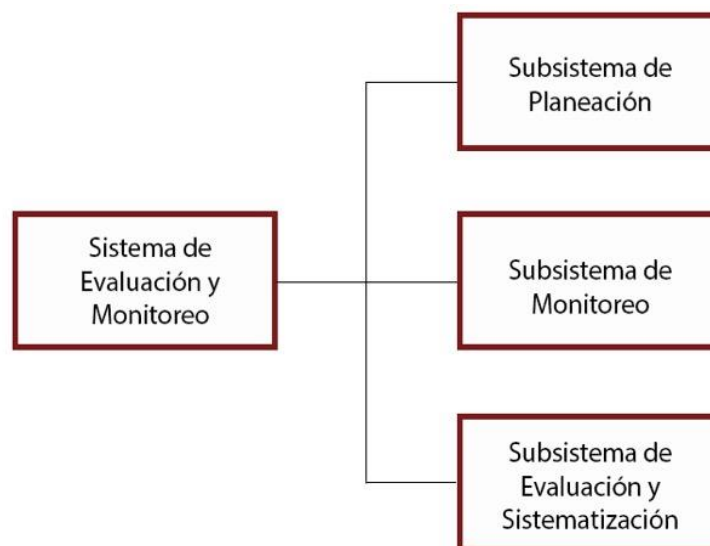 Subsistema de
Planeación
Sistema de
Evaluación y
Monitoreo
Subsistema de
Monitoreo
Subsistema de
Evaluación y
Sistematización